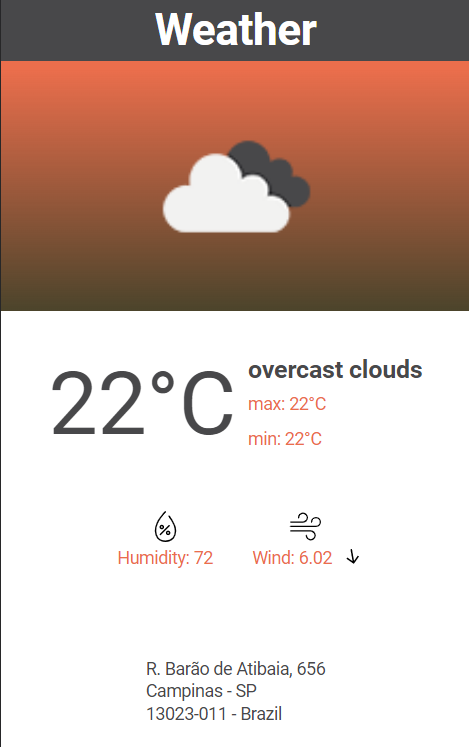 Weather
22°C
overcast clouds
max: 22°C
min: 22°C
Humidity: 72
Wind: 6.02
R. Barão de Atibaia, 656
Campinas - SP
13023-011 - Brazil